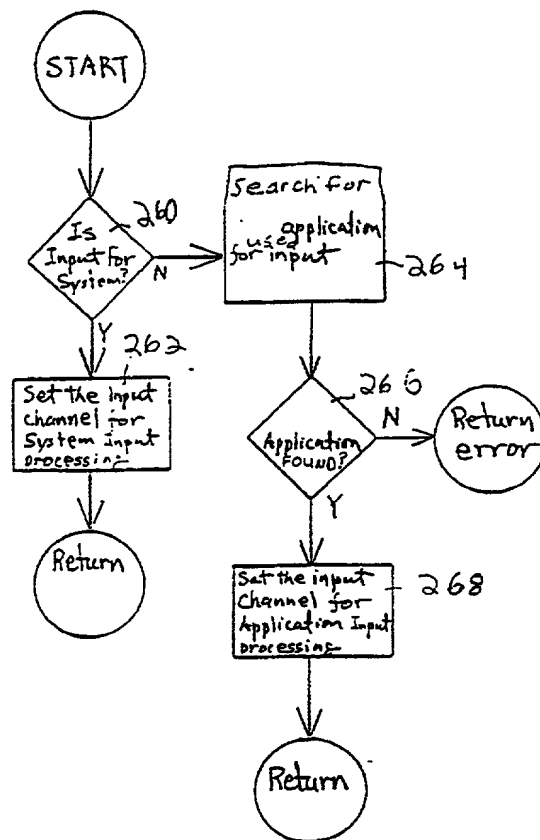 START
260
Is
Input For
System?
N
Y
Search for
application
used
for input
264
262
Set the input
Channel for
System Input
processing
266
Application
FOUND?
N
Return
error
Y
Return
Set the input
Channel for
Application Input
processing
268
Return